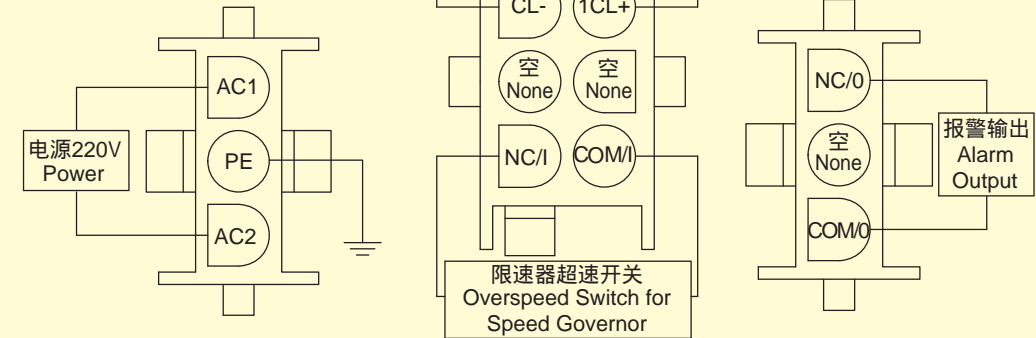 AC1
PE
AC2
电源220V
Power
CL-
1CL+
空
None
空
None
NC/I
COM/I
限速器超速开关
Overspeed Switch for
Speed Governor
NC/0
空
None
COM/0
报警输出
Alarm
Output